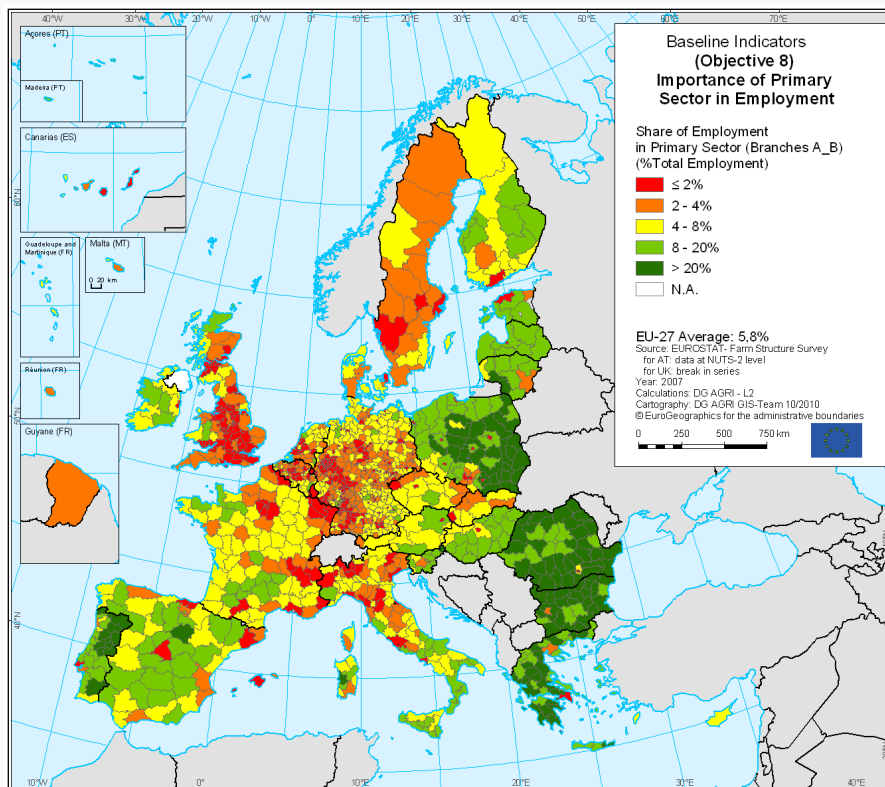 40°W
30°W
20°W
10°W
0°
10°E
20°E
30°E
40°E
50°E
60°E
70°E
Açores (PT)
Madeira (PT)
Canarias (ES)
Guadeloupe and
Martinique (FR)
Malta (MT)
0 20 km
Réunion (FR)
Guyane (FR)
60°N
50°N
40°N
Baseline Indicators
(Objective 8)
Importance of Primary
Sector in Employment
Share of Employment
in Primary Sector (Branches A_B)
(%Total Employment)
≤ 2%
2 - 4%
4 - 8%
8 - 20%
> 20%
N.A.
EU-27 Average: 5,8%
Source: EUROSTAT- Farm Structure Survey
for AT: data at NUTS-2 level
for UK: break in series
Year: 2007
Calculations: DG AGRI - L2
Cartography: DG AGRI GIS-Team 10/2010
© EuroGeographics for the administrative boundaries
0 250 500 750 km
10°W
0°
10°E
20°E
30°E
40°E